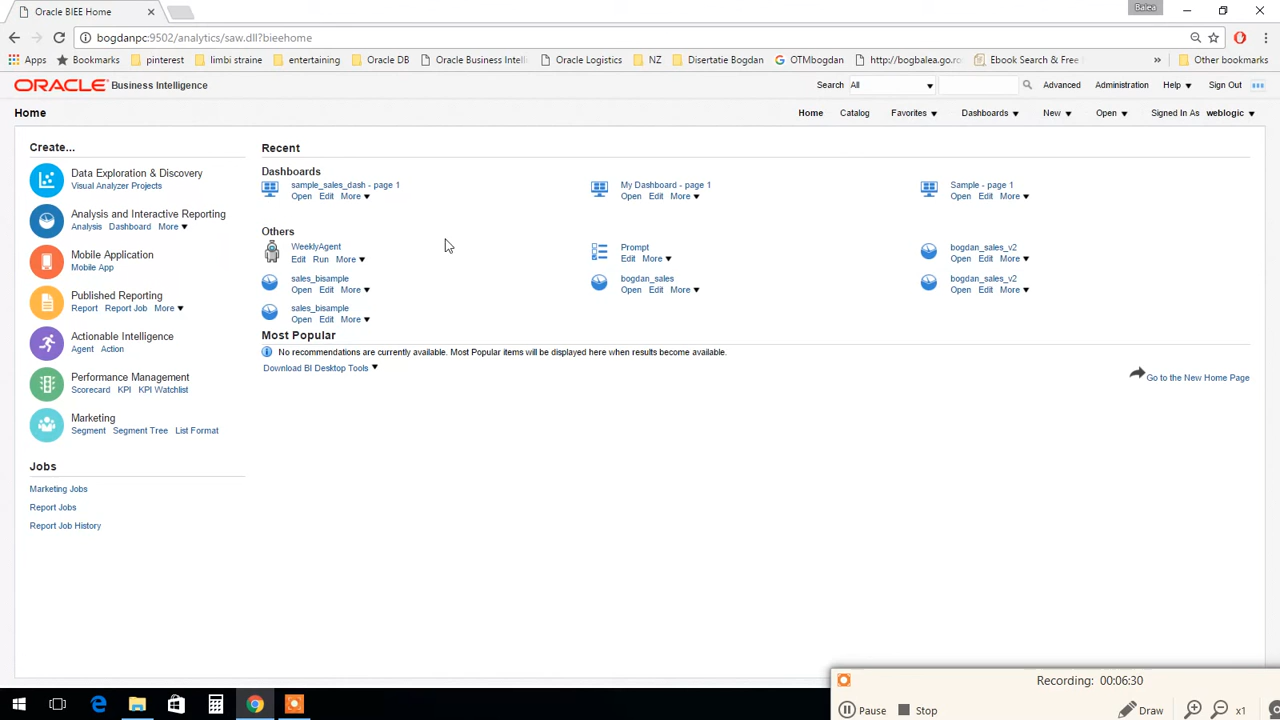 Oracle BIEE Home
Balea
bogdanpc:9502/analytics/saw.dll?bieehome
Apps Bookmarks pinterest limbi straine entertaining Oracle DB Oracle Business Intelli Oracle Logistics NZ Disertatie Bogdan OTMbogdan http://bogbalea.go.ro Ebook Search & Free » Other bookmarks
ORACLE Business Intelligence Search All Advanced Administration Help Sign Out
Home Home Catalog Favorites Dashboards New Open Signed In As weblogic
Create...
Data Exploration & Discovery
Visual Analyzer Projects
Analysis and Interactive Reporting
Analysis Dashboard More
Mobile Application
Mobile App
Published Reporting
Report Report Job More
Actionable Intelligence
Agent Action
Performance Management
Scorecard KPI KPI Watchlist
Marketing
Segment Segment Tree List Format
Jobs
Marketing Jobs
Report Jobs
Report Job History
Recent
Dashboards
sample_sales_dash - page 1 My Dashboard - page 1 Sample - page 1
Open Edit More Open Edit More Open Edit More
Others
WeeklyAgent Prompt bogdan_sales_v2
Edit Run More Edit More Open Edit More
sales_bisample bogdan_sales bogdan_sales_v2
Open Edit More Open Edit More Open Edit More
sales_bisample
Open Edit More
Most Popular
No recommendations are currently available. Most Popular items will be displayed here when results become available.
Download BI Desktop Tools
Go to the New Home Page
Recording: 00:06:30
Pause Stop Draw x1